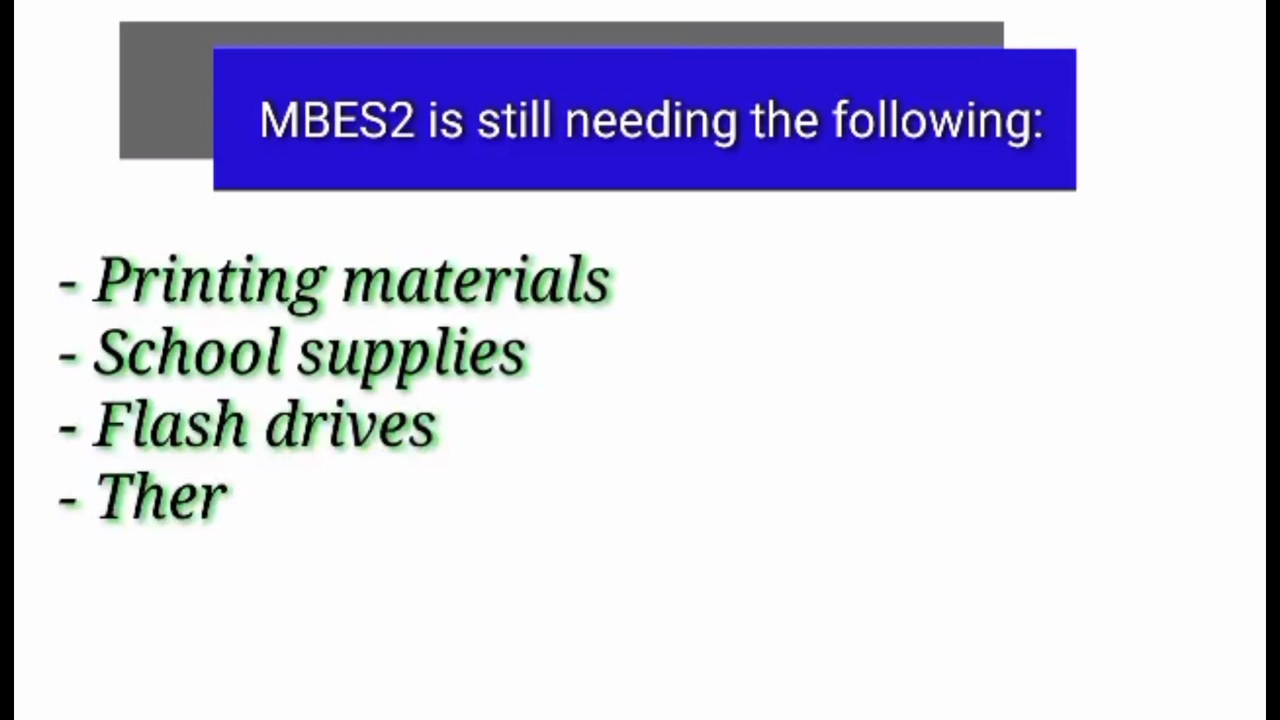 MBES2 is still needing the following:
- Printing materials
- School supplies
- Flash drives
- Ther